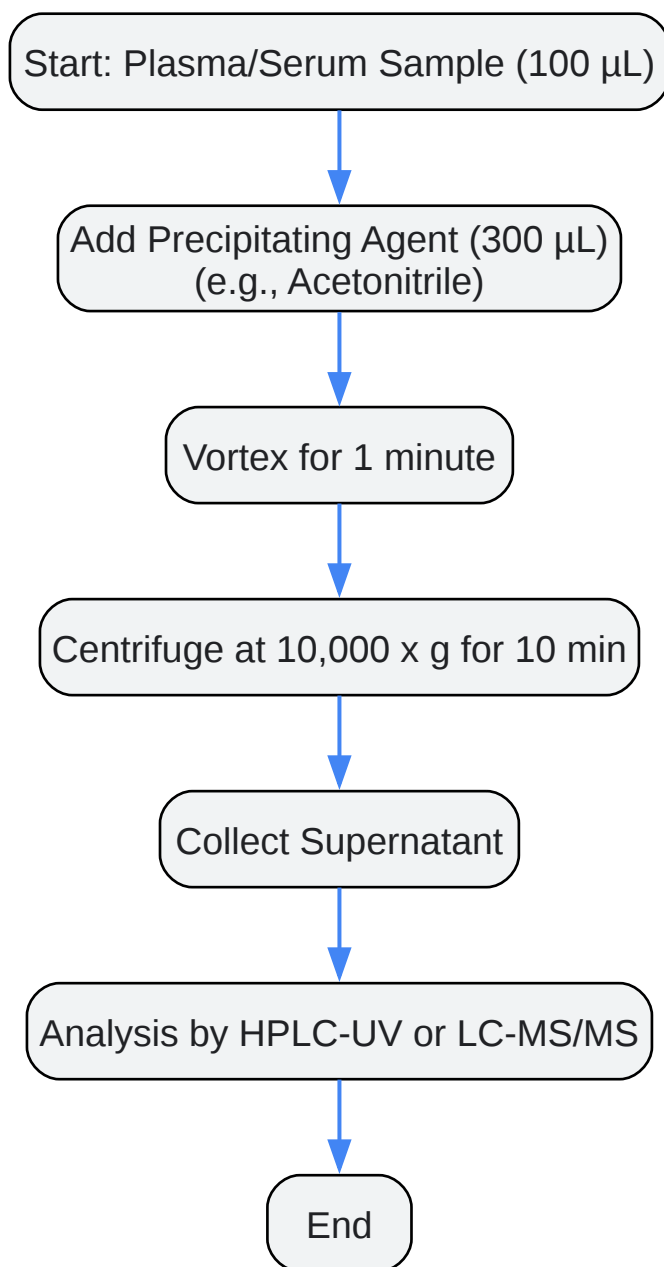 Start: Plasma/Serum Sample (100 µL)
Add Precipitating Agent (300 µL)
(e.g., Acetonitrile)
Vortex for 1 minute
Centrifuge at 10,000 x g for 10 min
Collect Supernatant
Analysis by HPLC-UV or LC-MS/MS
End